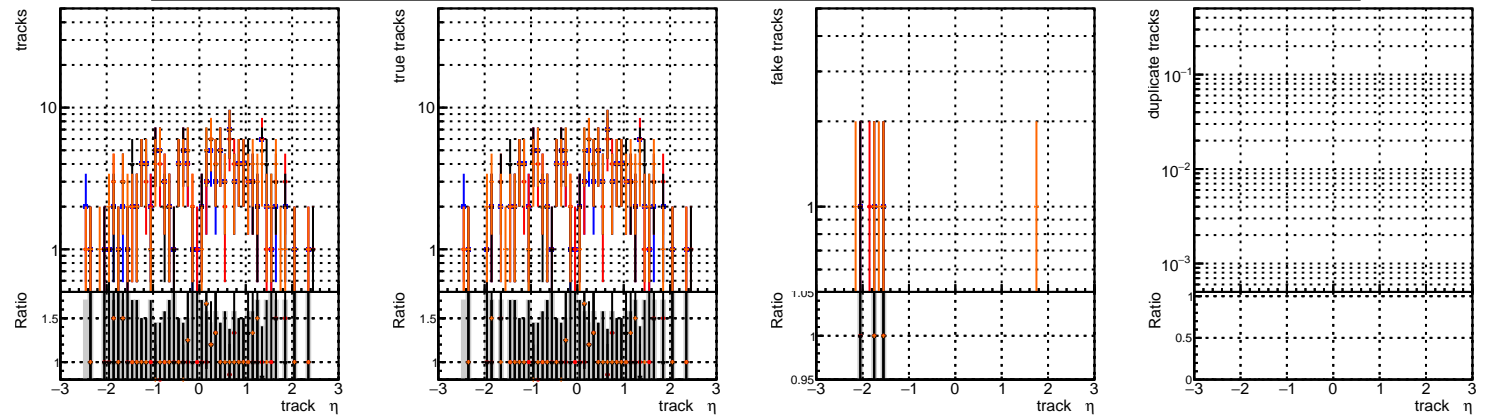 tracks
10
1
Ratio
1.5
1
−3 −2 −1 0 1 2 3
track η
true tracks
10
1
Ratio
1.5
1
−3 −2 −1 0 1 2 3
track η
fake tracks
1
Ratio
1.05
1
0.95
−3 −2 −1 0 1 2 3
track η
duplicate tracks
10⁻¹
10⁻²
10⁻³
Ratio
1
0.5
0
−3 −2 −1 0 1 2 3
track η